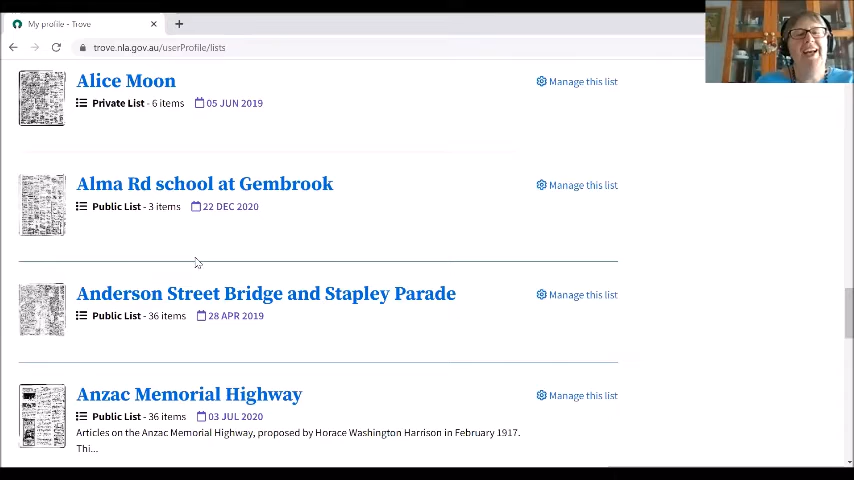 My profile - Trove
trove.nla.gov.au/userProfile/lists
Alice Moon
Manage this list
Private List - 6 items 05 JUN 2019
Alma Rd school at Gembrook
Manage this list
Public List - 3 items 22 DEC 2020
Anderson Street Bridge and Stapley Parade
Manage this list
Public List - 36 items 28 APR 2019
Anzac Memorial Highway
Manage this list
Public List - 36 items 03 JUL 2020
Articles on the Anzac Memorial Highway, proposed by Horace Washington Harrison in February 1917.
Thi...